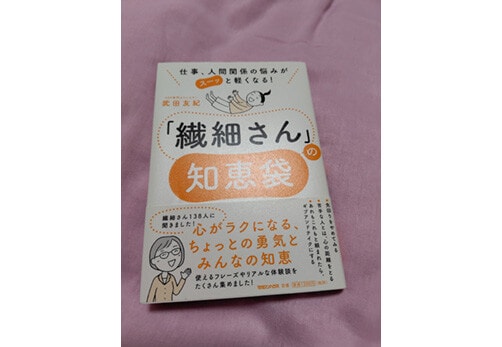 仕事、人間関係の悩みが
スーッと軽くなる!
武田友紀
「繊細さん」の
知恵袋
繊細さん138人に
聞きました!
心がラクになる、
ちょっとの勇気と
みんなの知恵
使えるフレーズやリアルな体験談を
たくさん集めました!